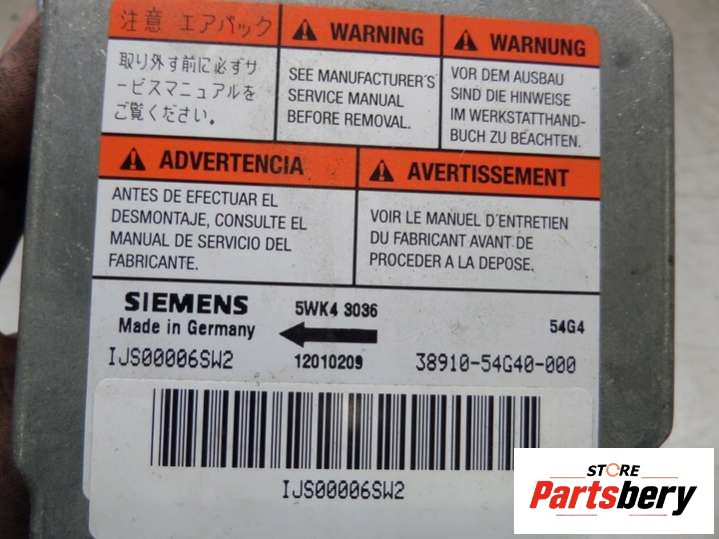 注意 エアバック
取り外す前に必ずサ
ービスマニュアルを
ご覧ください。
WARNING
SEE MANUFACTURER'S
SERVICE MANUAL
BEFORE REMOVAL.
WARNUNG
VOR DEM AUSBAU
SIND DIE HINWEISE
IM WERKSTATTHAND-
BUCH ZU BEACHTEN.
ADVERTENCIA
ANTES DE EFECTUAR EL
DESMONTAJE, CONSULTE EL
MANUAL DE SERVICIO DEL
FABRICANTE.
AVERTISSEMENT
VOIR LE MANUEL D'ENTRETIEN
DU FABRICANT AVANT DE
PROCEDER A LA DEPOSE.
SIEMENS 5WK4 3036
Made in Germany 54G4
IJS00006SW2 12010209 38910-54G40-000
IJS00006SW2
STORE
Partsbery